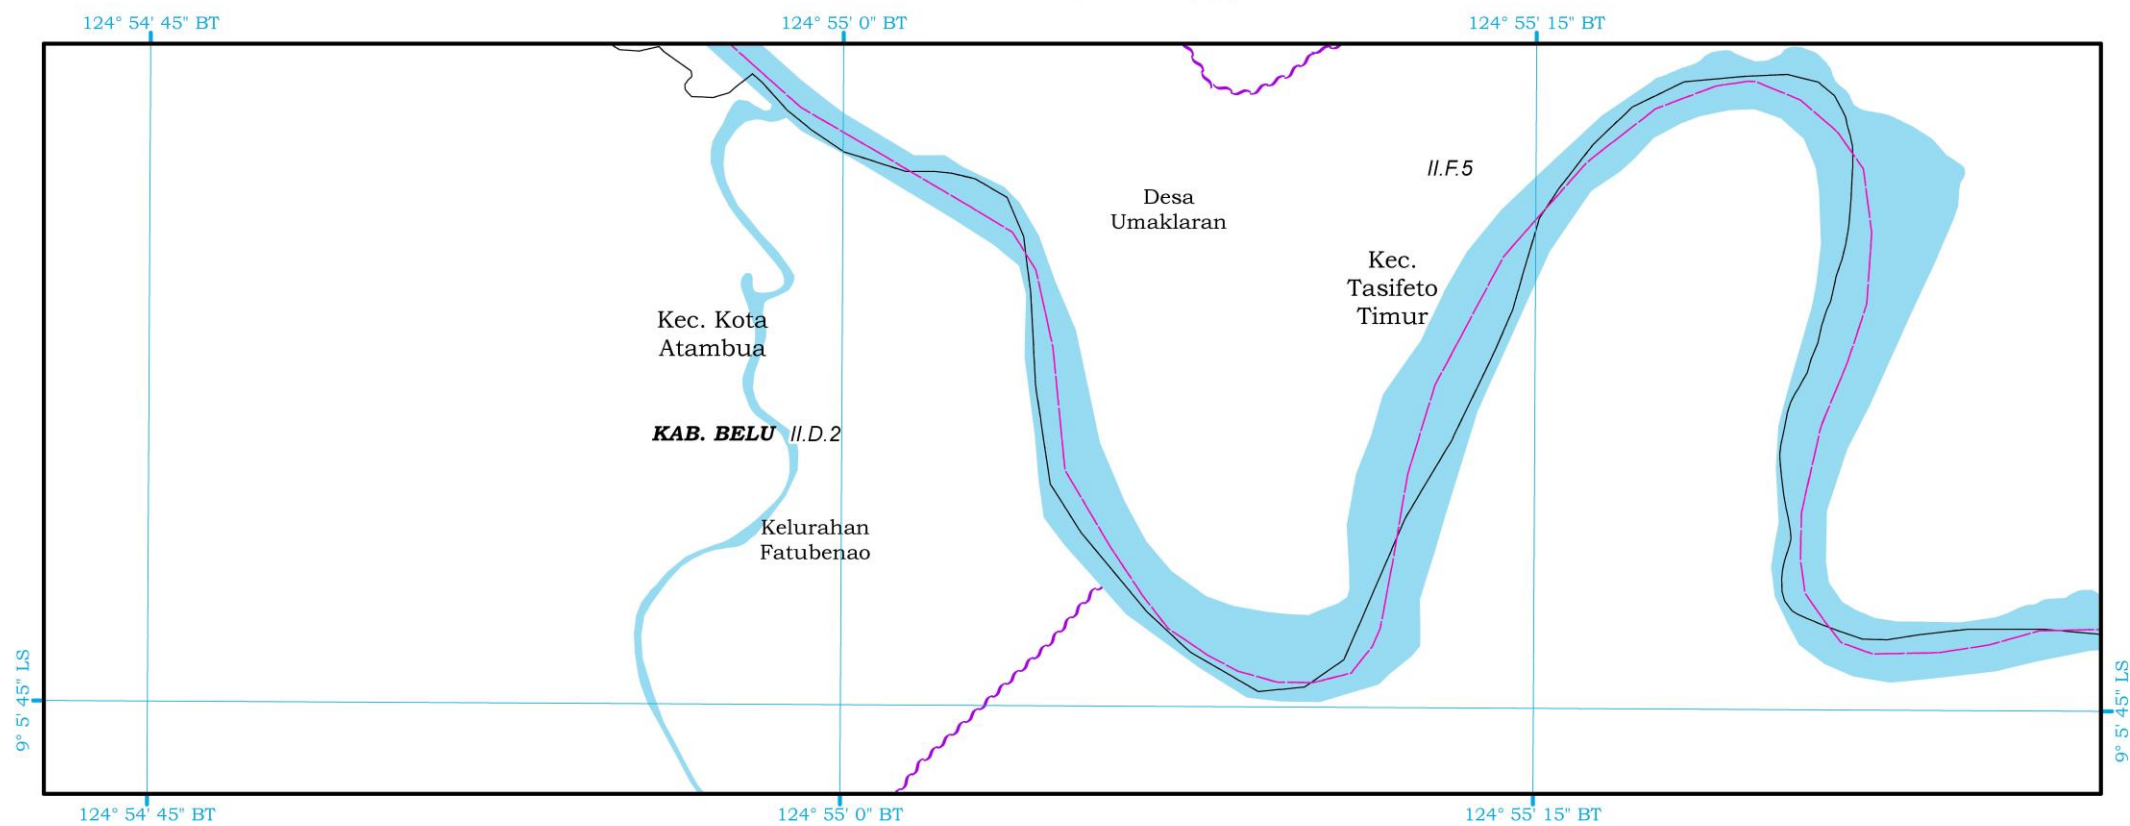 124° 54' 45" BT
124° 55' 0" BT
124° 55' 15" BT
II.F.5
Desa
Umaklaran
Kec.
Tasifeto
Timur
Kec. Kota
Atambua
KAB. BELU II.D.2
Kelurahan
Fatubenao
9° 5' 45" LS
9° 5' 45" LS
124° 54' 45" BT
124° 55' 0" BT
124° 55' 15" BT